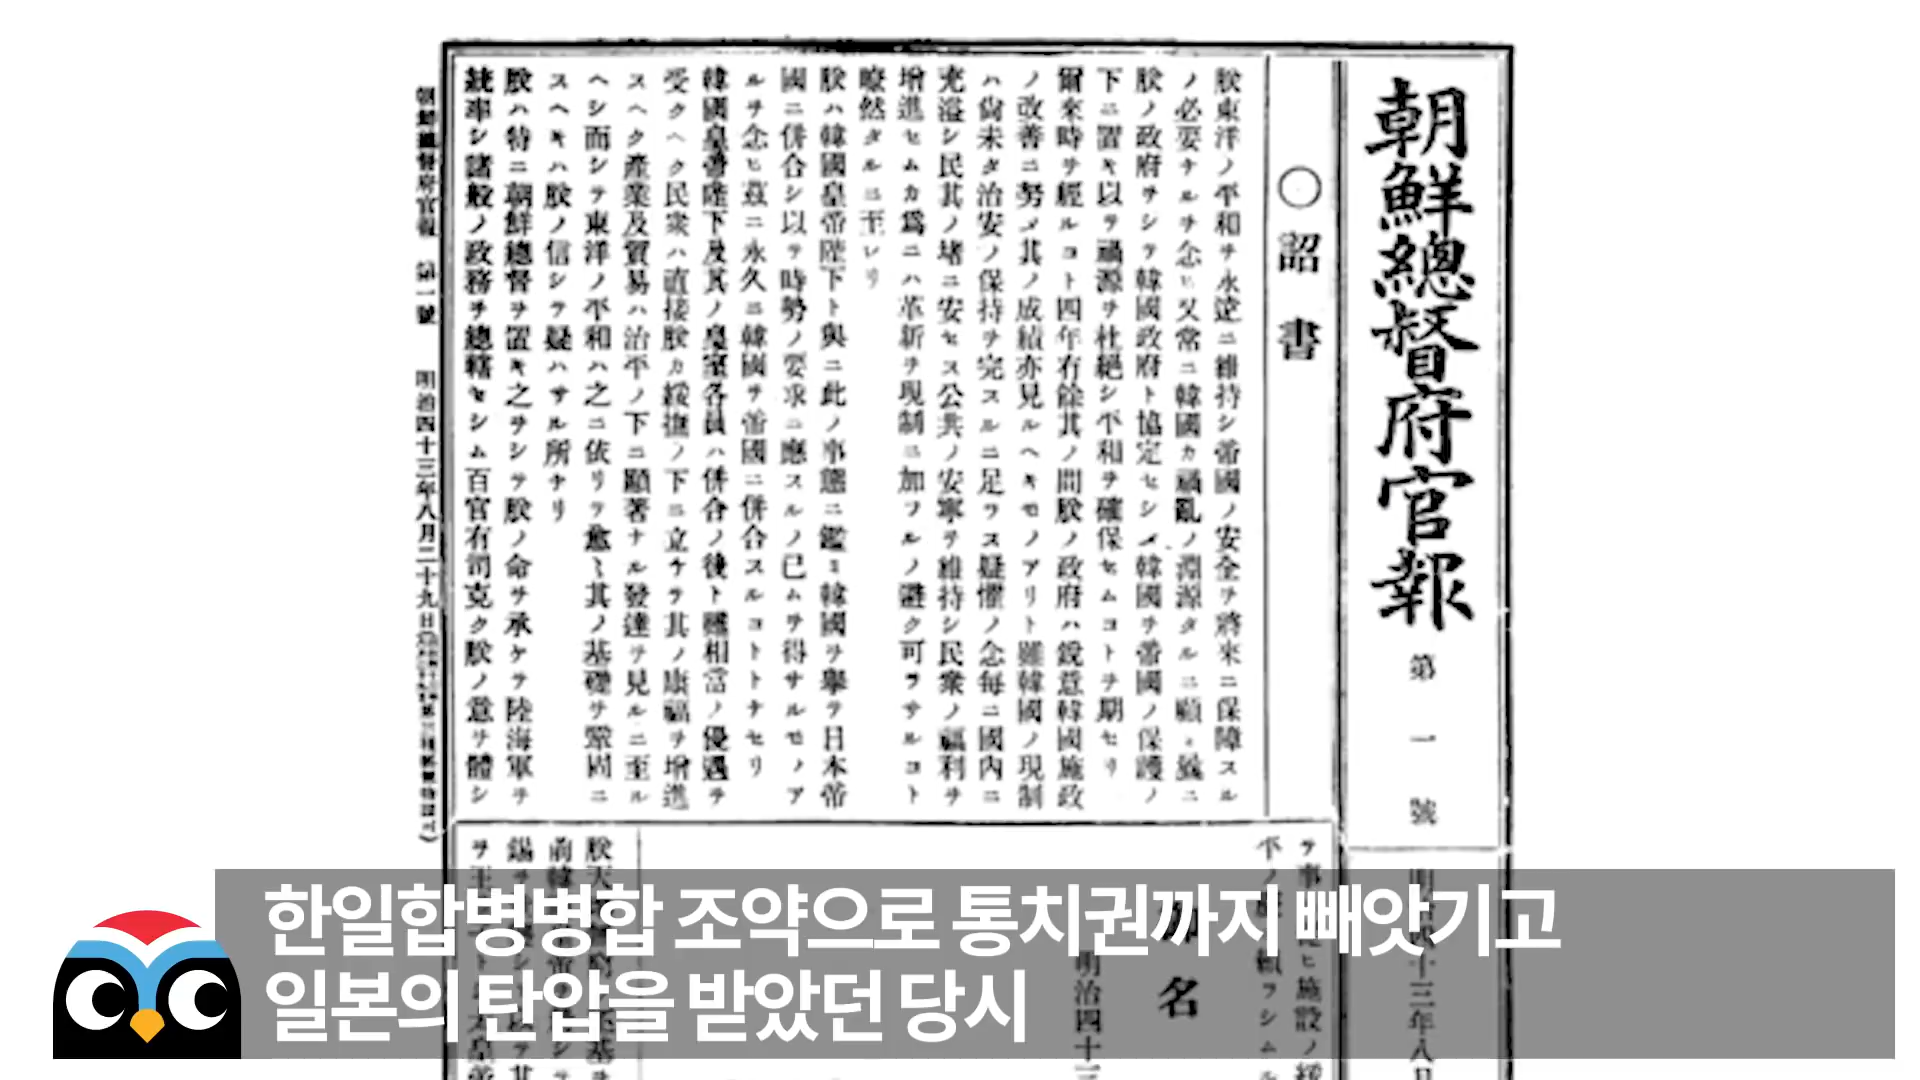 朝鮮總督府官報 第一號
〇詔書
朕東洋ノ平和ヲ永遠ニ維持シ帝國ノ安全ヲ將來ニ保障スル
ノ必要ナルヲ念ヒ又常ニ韓國カ禍亂ノ淵源タルニ顧ミ曩ニ
朕ノ政府ヲシテ韓國政府ト協定セシメ韓國ヲ帝國ノ保護ノ
下ニ置キ以テ禍源ヲ杜絕シ平和ヲ確保セムコトヲ期セリ
爾來時ヲ經ルコト四年有餘其ノ間朕ノ政府ハ銳意韓國施政
ノ改善ニ努メ其ノ成績亦見ルヘキモノアリト雖韓國ノ現制
ハ尙未タ治安ノ保持ヲ完スルニ足ラス疑懼ノ念每ニ國內ニ
充溢シ民其ノ堵ニ安セス公共ノ安寧ヲ維持シ民衆ノ福利ヲ
增進セムカ爲ニハ革新ヲ現制ニ加フルノ避ク可ラサルコト
瞭然タルニ至レリ
朕ハ韓國皇帝陛下ト與ニ此ノ事態ニ鑑ミ韓國ヲ擧テ日本帝
國ニ併合シ以テ時勢ノ要求ニ應スルノ已ムヲ得サルモノア
ルヲ念ヒ茲ニ永久ニ韓國ヲ帝國ニ併合スルコトトナセリ
韓國皇帝陛下及其ノ皇室各員ハ併合ノ後ト雖相當ノ優遇ヲ
受クヘク民衆ハ直接朕カ綏撫ノ下ニ立チテ其ノ康福ヲ增進
スヘク產業及貿易ハ治平ノ下ニ顯著ナル發達ヲ見ルニ至ル
ヘシ而シテ東洋ノ平和ハ之ニ依リテ愈〻其ノ基礎ヲ鞏固ニ
スヘキハ朕ノ信シテ疑ハサル所ナリ
朕ハ特ニ朝鮮總督ヲ置キ之ヲシテ朕ノ命ヲ承ケテ陸海軍ヲ
統率シ諸般ノ政務ヲ總轄セシム百官有司克ク朕ノ意ヲ體シ
朝鮮總督府官報 第一號 明治四十三年八月二十九日
한일합병병합 조약으로 통치권까지 빼앗기고
일본의 탄압을 받았던 당시